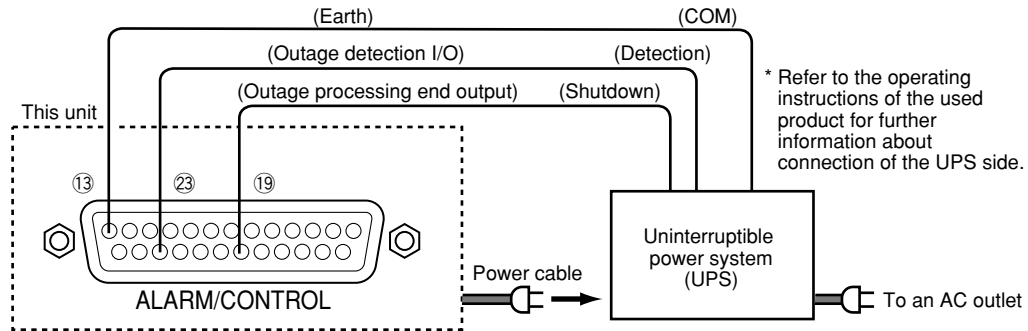 (Earth)
(COM)
(Outage detection I/O)
(Detection)
(Outage processing end output)
(Shutdown)
* Refer to the operating
instructions of the used
product for further
information about
connection of the UPS side.
This unit
⑬
㉓
⑲
ALARM/CONTROL
Power cable
Uninterruptible
power system
(UPS)
To an AC outlet